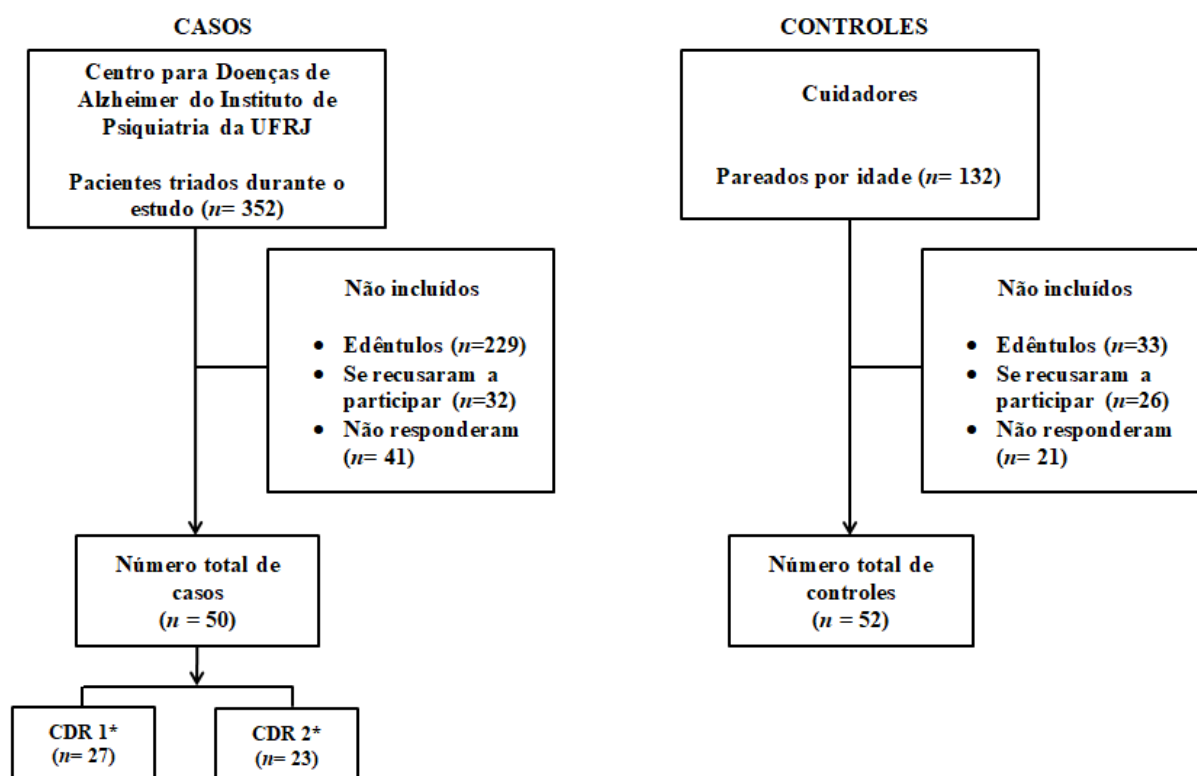 CASOS
Centro para Doenças de
Alzheimer do Instituto de
Psiquiatria da UFRJ
Pacientes triados durante o
estudo (n= 352)
Não incluídos
• Edêntulos (n=229)
• Se recusaram a
participar (n=32)
• Não responderam
(n= 41)
Número total de
casos
(n = 50)
CDR 1*
(n= 27)
CDR 2*
(n= 23)
CONTROLES
Cuidadores
Pareados por idade (n= 132)
Não incluídos
• Edêntulos (n=33)
• Se recusaram a
participar (n=26)
• Não responderam
(n= 21)
Número total de
controles
(n = 52)